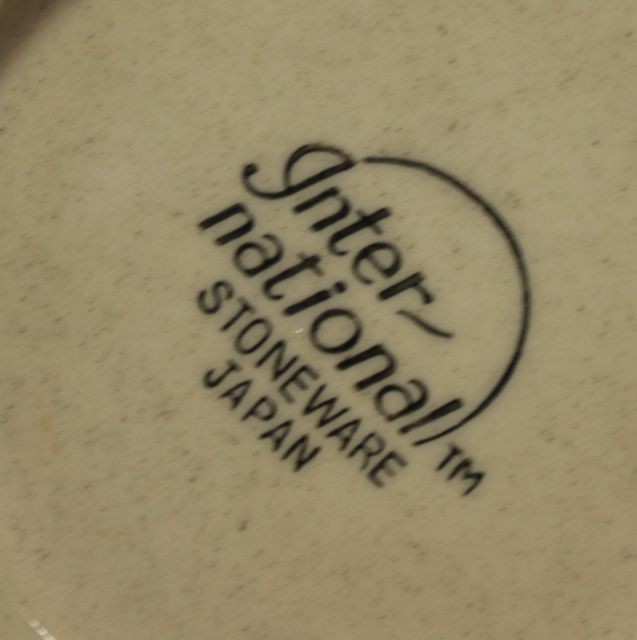 Inter-
national
STONEWARE TM
JAPAN